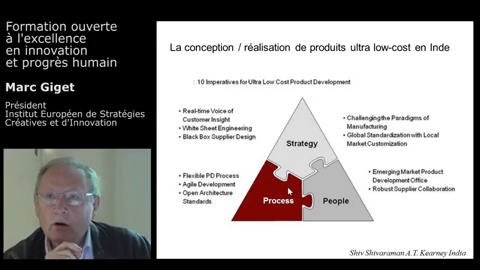 Formation ouverte
à l'excellence
en innovation
et progrès humain
Marc Giget
Président
Institut Européen de Stratégies
Créatives et d'Innovation
La conception / réalisation de produits ultra low-cost en Inde
10 Imperatives for Ultra Low Cost Product Development
• Real-time Voice of
Customer Insight
• White Sheet Engineering
• Black Box Supplier Design
• Challenging the Paradigms of
Manufacturing
• Global Standardization with Local
Market Customization
Strategy
• Flexible PD Process
• Agile Development
• Open Architecture
Standards
• Emerging Market Product
Development Office
• Robust Supplier Collaboration
Process
People
Shiv Shivaraman A.T. Kearney India